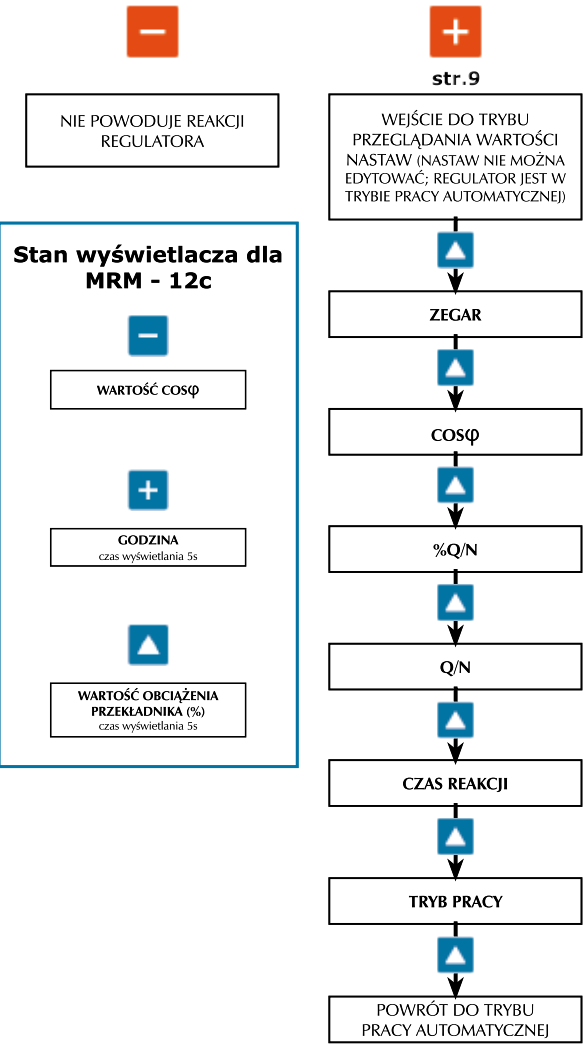 NIE POWODUJE REAKCJI
REGULATORA
Stan wyświetlacza dla
MRM - 12c
WARTOŚĆ COSφ
GODZINA
czas wyświetlania 5s
WARTOŚĆ OBCIĄŻENIA
PRZEKŁADNIKA (%)
czas wyświetlania 5s
str.9
WEJŚCIE DO TRYBU
PRZEGLĄDANIA WARTOŚCI
NASTAW (NASTAW NIE MOŻNA
EDYTOWAĆ; REGULATOR JEST W
TRYBIE PRACY AUTOMATYCZNEJ)
ZEGAR
COSφ
%Q/N
Q/N
CZAS REAKCJI
TRYB PRACY
POWRÓT DO TRYBU
PRACY AUTOMATYCZNEJ